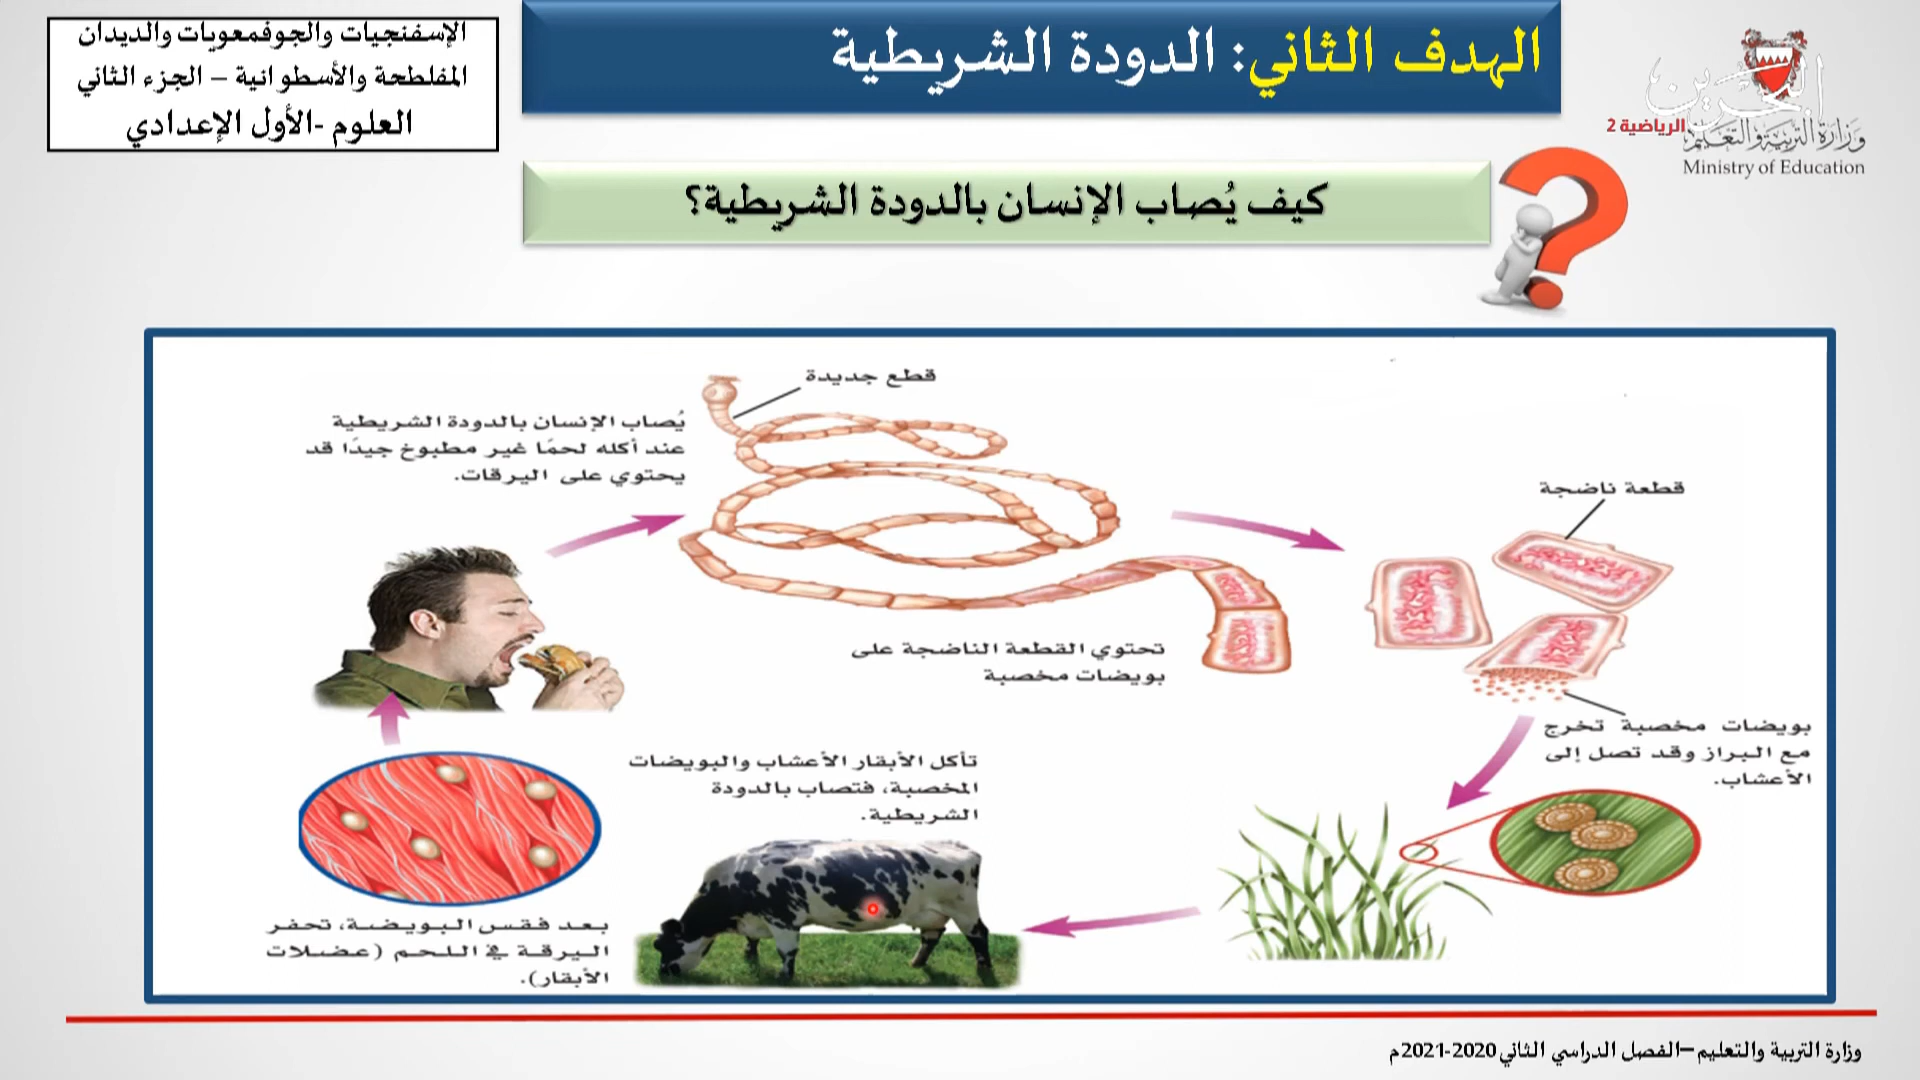 الإسفنجيات والجوفمعويات والديدان
المفلطحة والأسطوانية – الجزء الثاني
العلوم -الأول الإعدادي
الهدف الثاني: الدودة الشريطية
البحرين
الرياضية 2
وزارة التربية والتعليم
Ministry of Education
كيف يُصاب الإنسان بالدودة الشريطية؟
قطع جديدة
يُصاب الإنسان بالدودة الشريطية
عند أكله لحمًا غير مطبوخ جيدًا قد
يحتوي على اليرقات.
قطعة ناضجة
تحتوي القطعة الناضجة على
بويضات مخصبة
بويضات مخصبة تخرج
مع البراز وقد تصل إلى
الأعشاب.
تأكل الأبقار الأعشاب والبويضات
المخصبة، فتصاب بالدودة
الشريطية.
بعد فقس البويضة، تحفر
اليرقة في اللحم (عضلات
الأبقار).
وزارة التربية والتعليم –الفصل الدراسي الثاني 2020-2021م